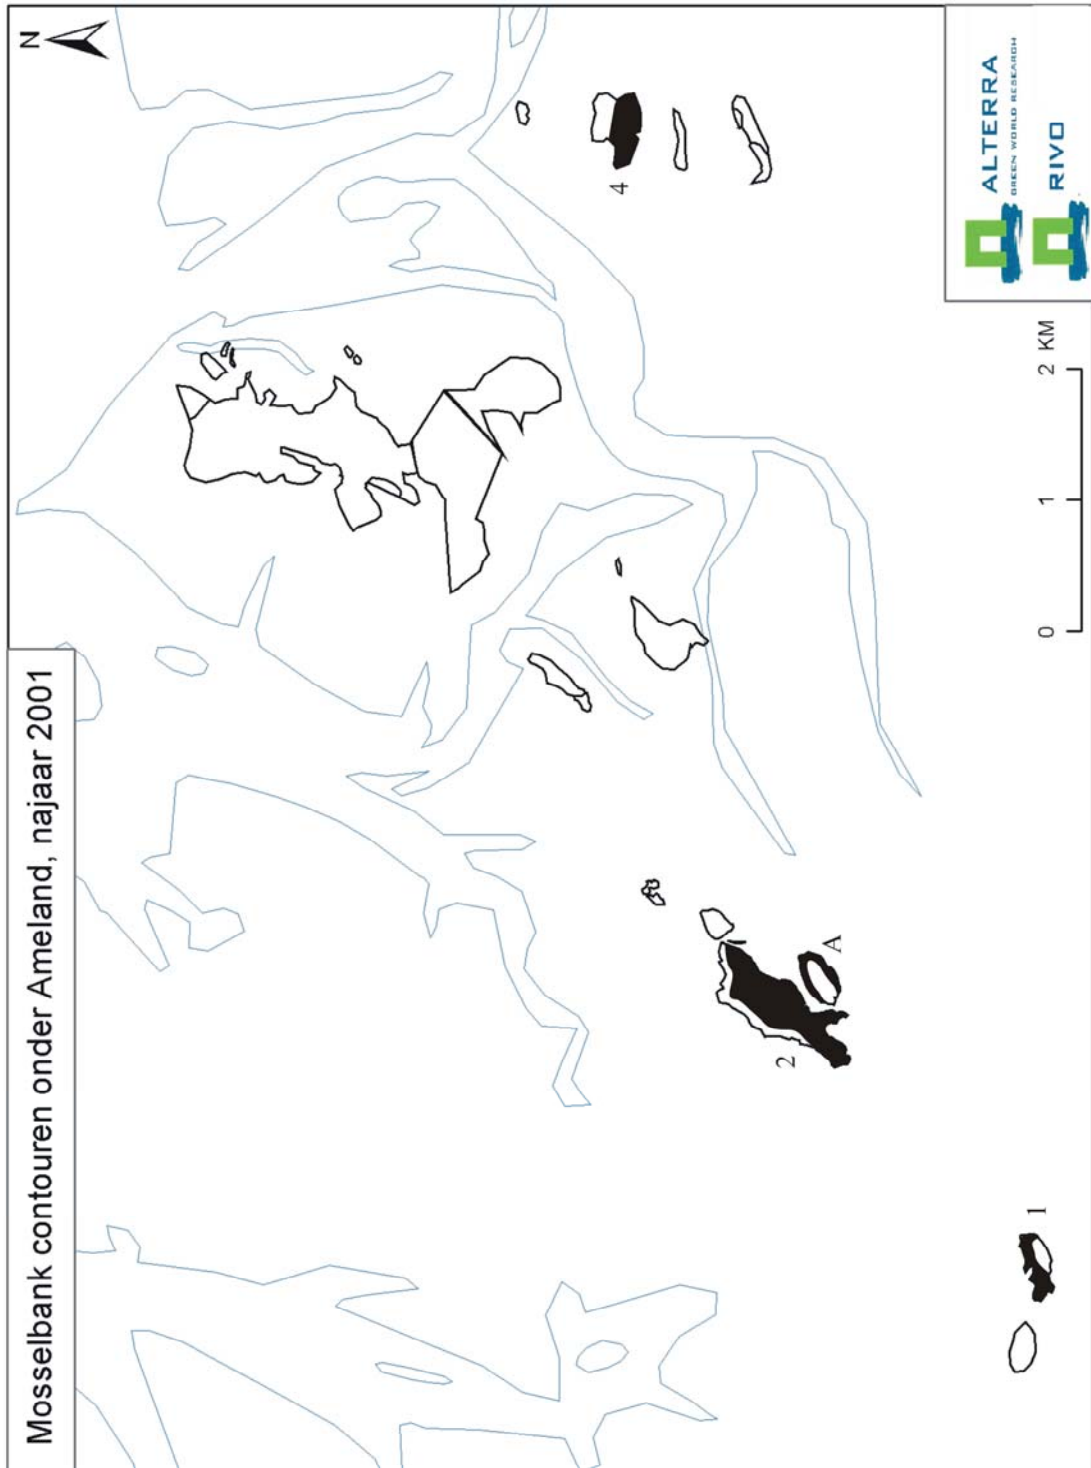 Mosselbank contouren onder Ameland, najaar 2001
N
4
2
A
1
0 1 2 KM
ALTERRA
GREEN WORLD RESEARCH
RIVO